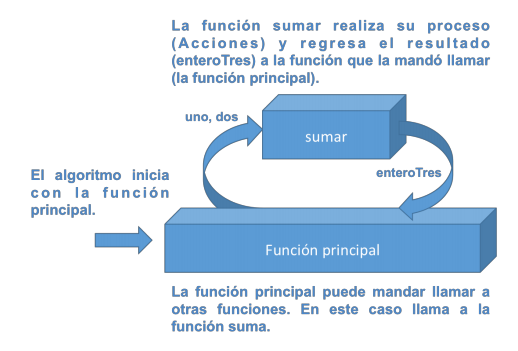 La función sumar realiza su proceso
(Acciones) y regresa el resultado
(enteroTres) a la función que la mandó llamar
(la función principal).
uno, dos
sumar
enteroTres
El algoritmo inicia
con la función
principal.
Función principal
La función principal puede mandar llamar a
otras funciones. En este caso llama a la
función suma.